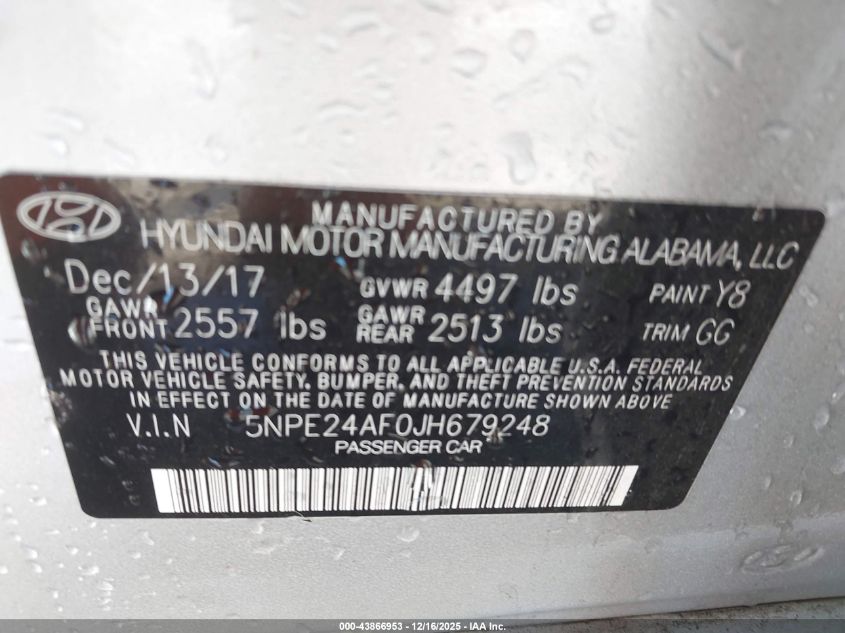 MANUFACTURED BY
HYUNDAI MOTOR MANUFACTURING ALABAMA, LLC
Dec/13/17 GVWR 4497 lbs PAINT Y8
GAWR FRONT 2557 lbs GAWR REAR 2513 lbs TRIM GG
THIS VEHICLE CONFORMS TO ALL APPLICABLE U.S.A. FEDERAL
MOTOR VEHICLE SAFETY, BUMPER, AND THEFT PREVENTION STANDARDS
IN EFFECT ON THE DATE OF MANUFACTURE SHOWN ABOVE
V.I.N 5NPE24AF0JH679248
PASSENGER CAR
000-43866953 – 12/16/2025 – IAA Inc.